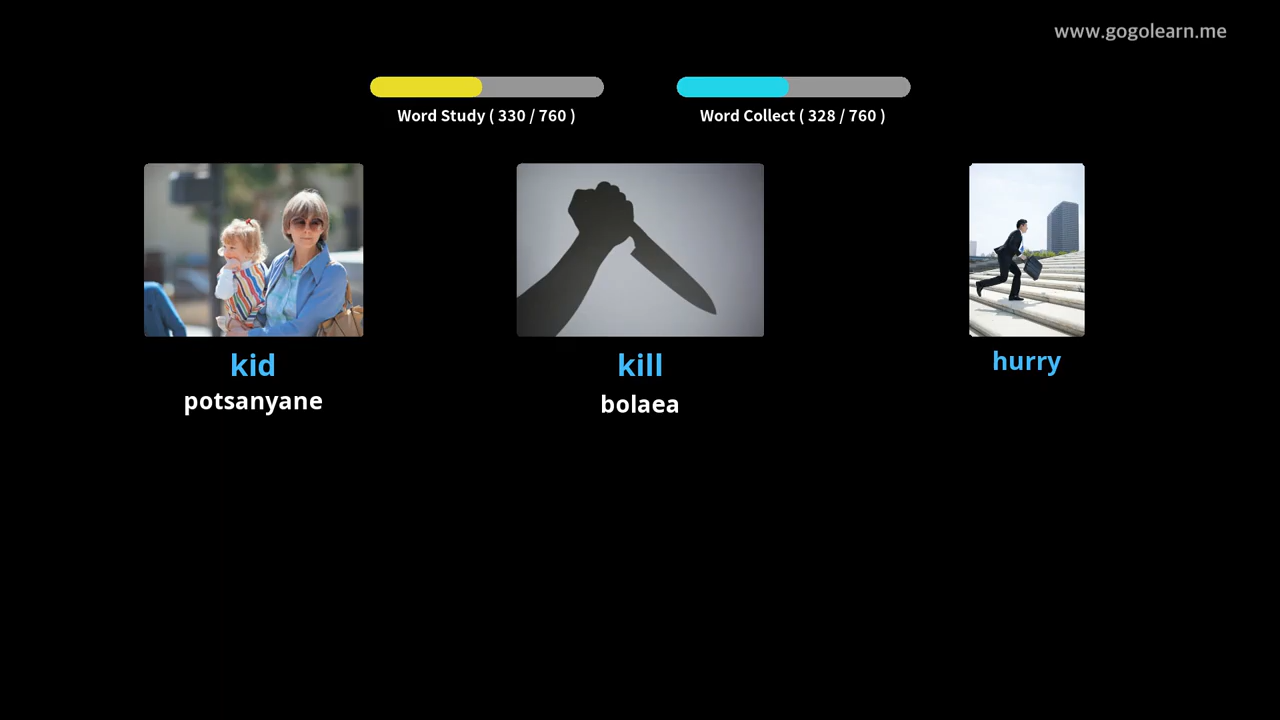 www.gogolearn.me
Word Study ( 330 / 760 )
Word Collect ( 328 / 760 )
kid
potsanyane
kill
bolaea
hurry